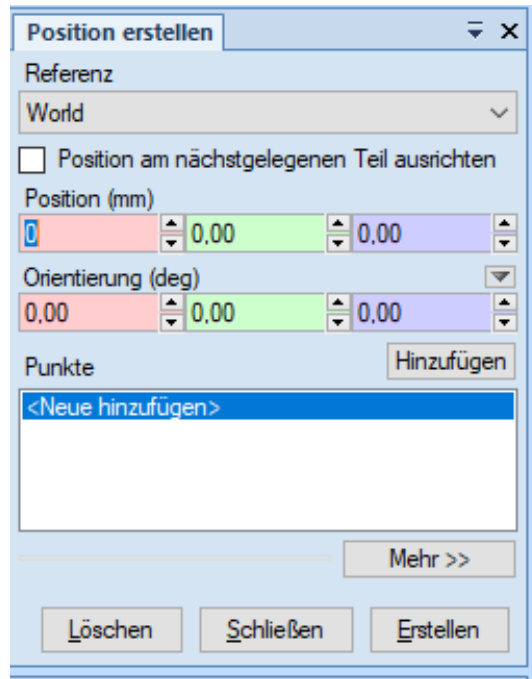 Position erstellen
Referenz
World
Position am nächstgelegenen Teil ausrichten
Position (mm)
0 0,00 0,00
Orientierung (deg)
0,00 0,00 0,00
Punkte Hinzufügen
<Neue hinzufügen>
Mehr >>
Löschen Schließen Erstellen